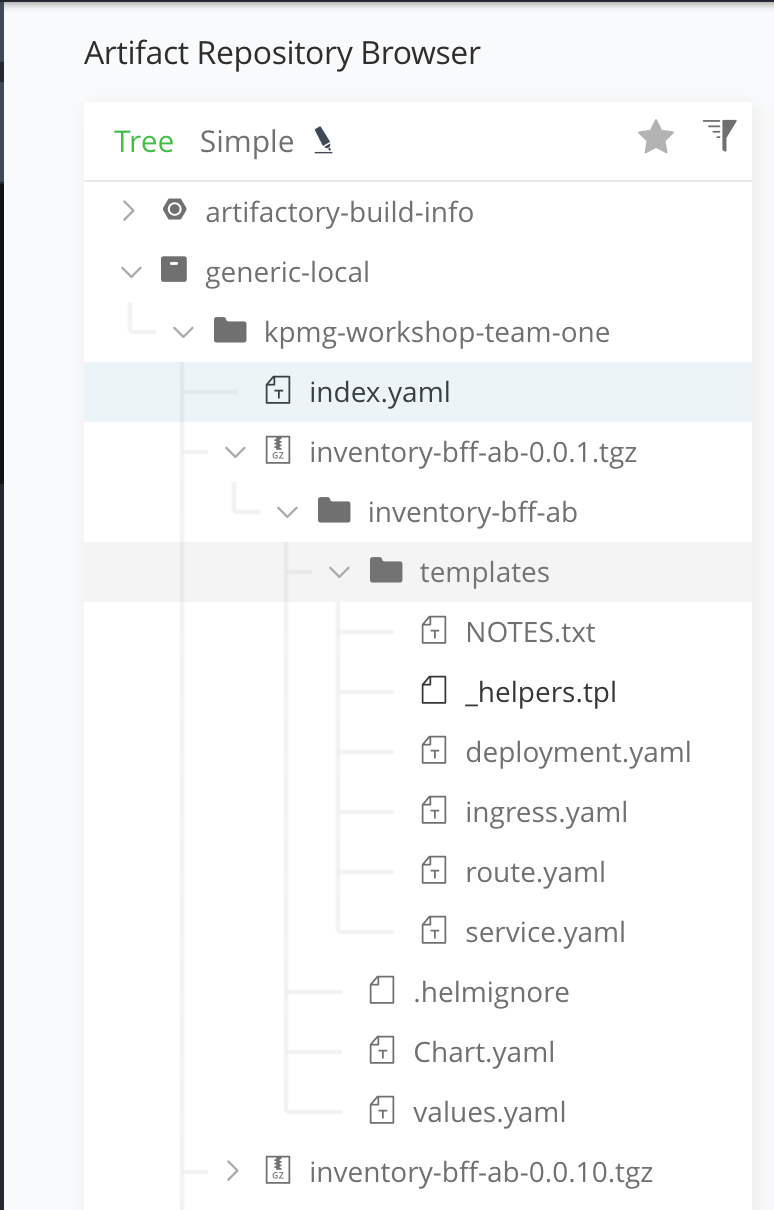 Artifact Repository Browser
Tree Simple
artifactory-build-info
generic-local
kpmg-workshop-team-one
index.yaml
inventory-bff-ab-0.0.1.tgz
inventory-bff-ab
templates
NOTES.txt
_helpers.tpl
deployment.yaml
ingress.yaml
route.yaml
service.yaml
.helmignore
Chart.yaml
values.yaml
inventory-bff-ab-0.0.10.tgz